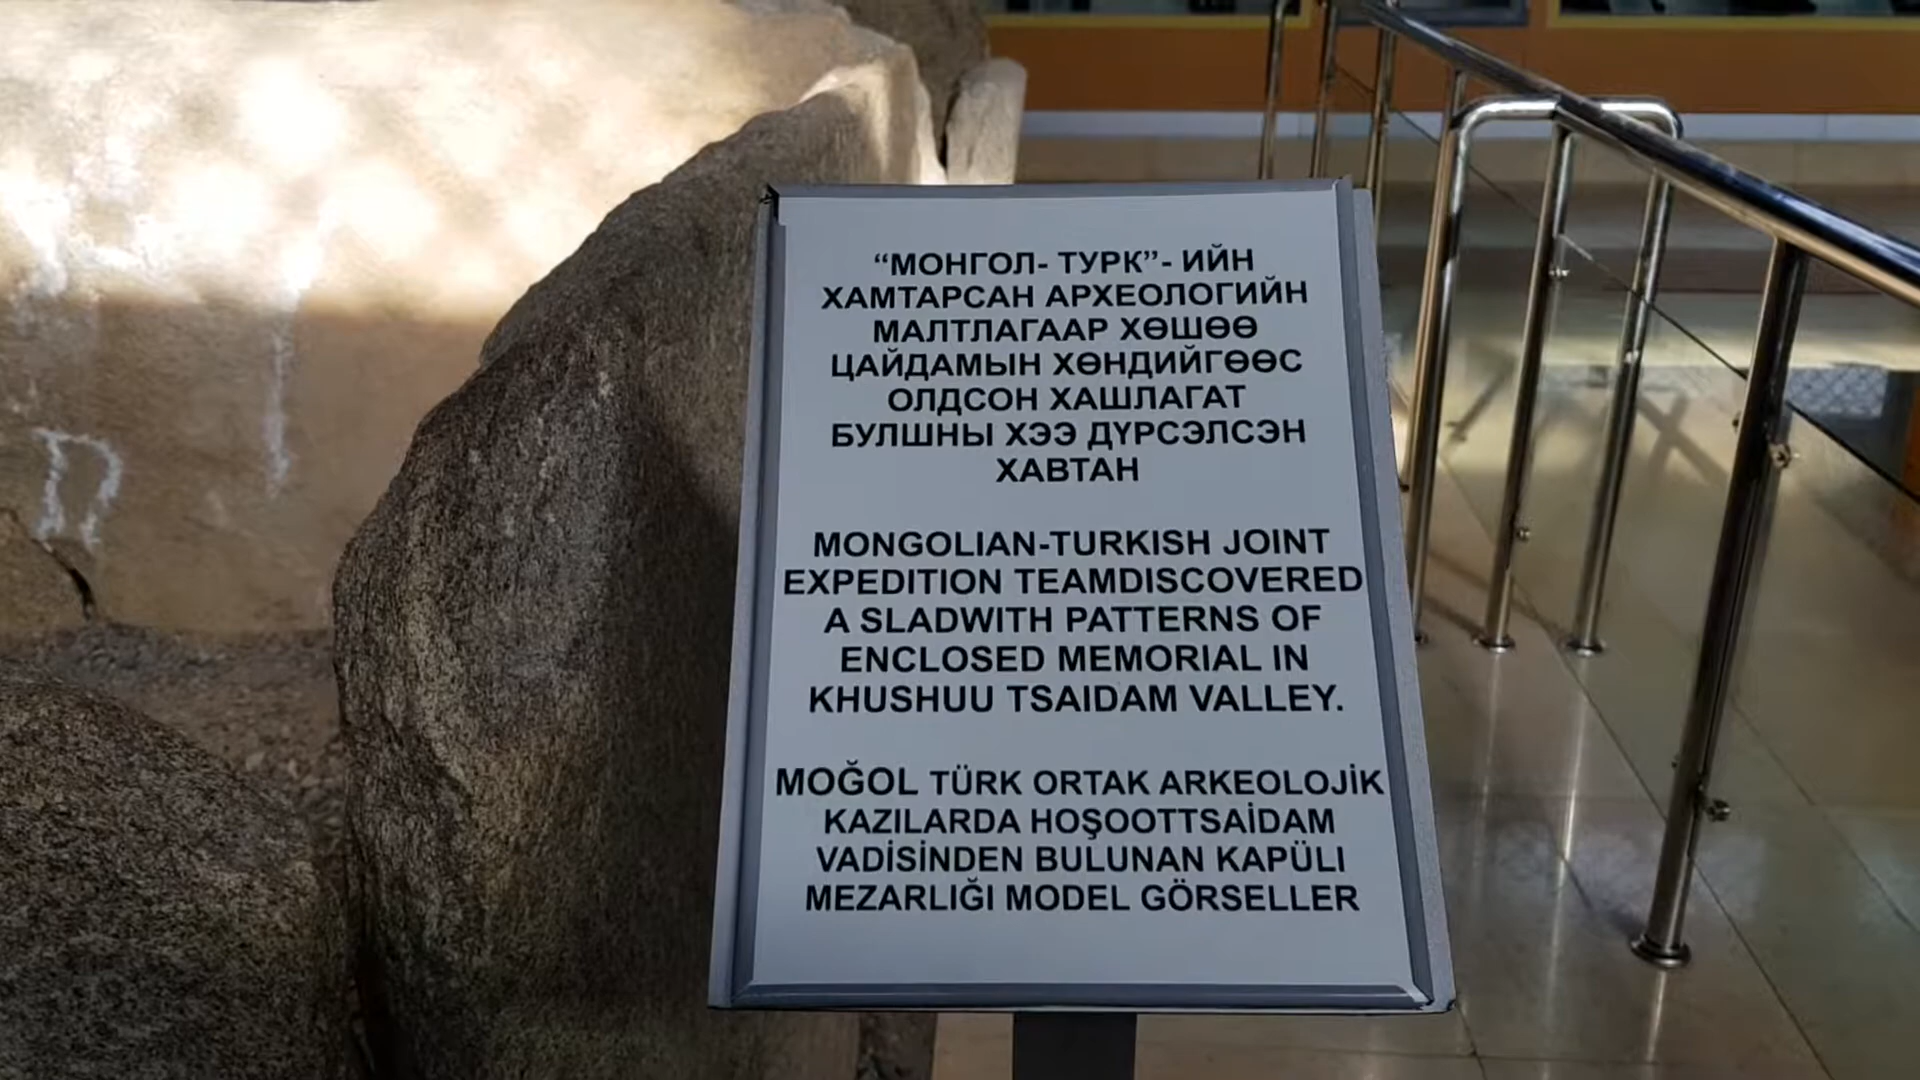 “МОНГОЛ- ТУРК”- ИЙН
ХАМТАРСАН АРХЕОЛОГИЙН
МАЛТЛАГААР ХӨШӨӨ
ЦАЙДАМЫН ХӨНДИЙГӨӨС
ОЛДСОН ХАШЛАГАТ
БУЛШНЫ ХЭЭ ДҮРСЭЛСЭН
ХАВТАН
MONGOLIAN-TURKISH JOINT
EXPEDITION TEAMDISCOVERED
A SLADWITH PATTERNS OF
ENCLOSED MEMORIAL IN
KHUSHUU TSAIDAM VALLEY.
MOĞOL TÜRK ORTAK ARKEOLOJİK
KAZILARDA HOŞOOTTSAİDAM
VADİSİNDEN BULUNAN KAPÜLI
MEZARLIĞI MODEL GÖRSELLER